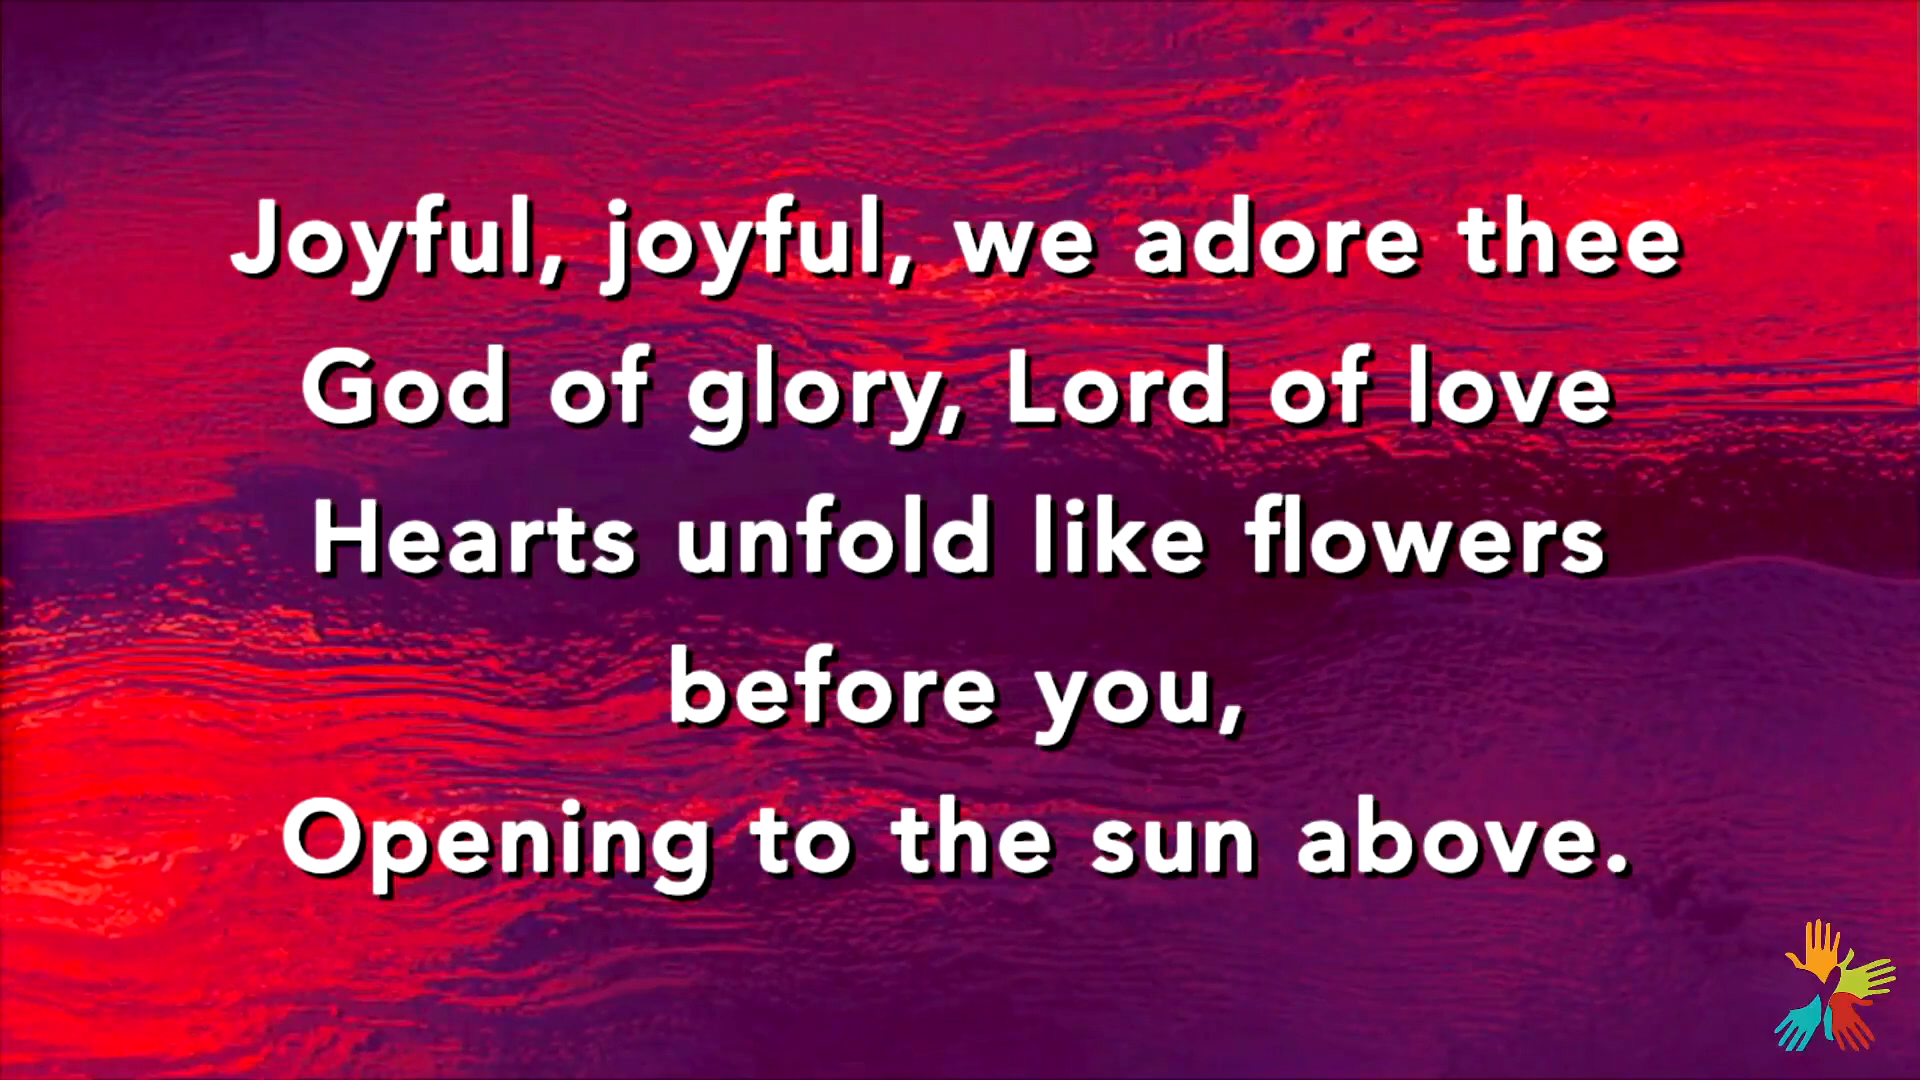 Joyful, joyful, we adore thee
God of glory, Lord of love
Hearts unfold like flowers
before you,
Opening to the sun above.